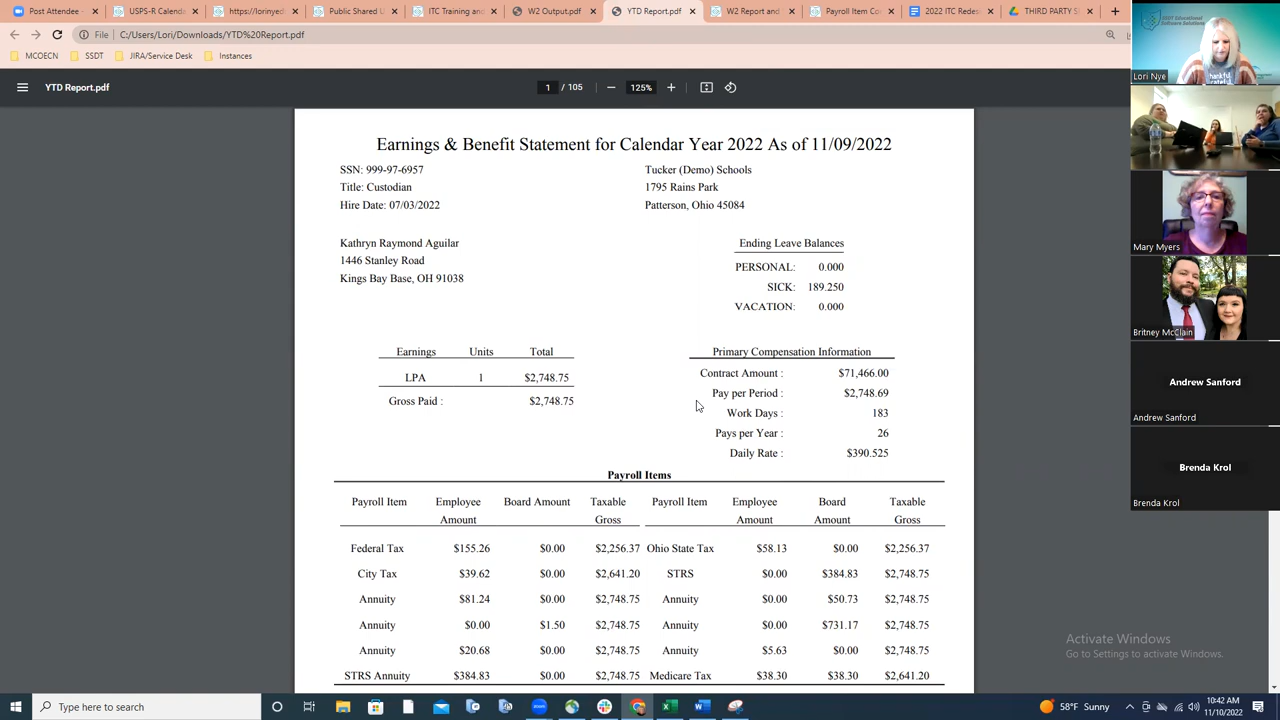 Post Attendee -
USPS-R Calenda
https://loriyed
Public Shared U
ITC Training an
W2 Output.pdf
YTD Report.pdf
W2 Report and
Payroll Item Co
2022 ITC Redes
THIRD PARTY S
File C:/Users/Lori/Downloads/YTD%20Report.pdf
MCOECN SSDT JIRA/Service Desk Instances
YTD Report.pdf 1 / 105 125%
Earnings & Benefit Statement for Calendar Year 2022 As of 11/09/2022
SSN: 999-97-6957 Tucker (Demo) Schools
Title: Custodian 1795 Rains Park
Hire Date: 07/03/2022 Patterson, Ohio 45084
Kathryn Raymond Aguilar Ending Leave Balances
1446 Stanley Road
Kings Bay Base, OH 91038
PERSONAL: 0.000
SICK: 189.250
VACATION: 0.000
Earnings Units Total Primary Compensation Information
LPA 1 $2,748.75 Contract Amount : $71,466.00
Gross Paid : $2,748.75 Pay per Period : $2,748.69
Work Days : 183
Pays per Year : 26
Daily Rate : $390.525
Payroll Items
Payroll Item Employee Board Amount Taxable Payroll Item Employee Board Taxable
Amount Gross Amount Amount Gross
Federal Tax $155.26 $0.00 $2,256.37 Ohio State Tax $58.13 $0.00 $2,256.37
City Tax $39.62 $0.00 $2,641.20 STRS $0.00 $384.83 $2,748.75
Annuity $81.24 $0.00 $2,748.75 Annuity $0.00 $50.73 $2,748.75
Annuity $0.00 $1.50 $2,748.75 Annuity $0.00 $731.17 $2,748.75
Annuity $20.68 $0.00 $2,748.75 Annuity $5.63 $0.00 $2,748.75
STRS Annuity $384.83 $0.00 $2,748.75 Medicare Tax $38.30 $38.30 $2,641.20
SSDT Educational
Software Solutions
thankful
Lori Nye
Mary Myers
Britney McClain
Andrew Sanford
Andrew Sanford
Brenda Krol
Brenda Krol
Activate Windows
Go to Settings to activate Windows.
Type here to search
58°F Sunny
10:42 AM
11/10/2022